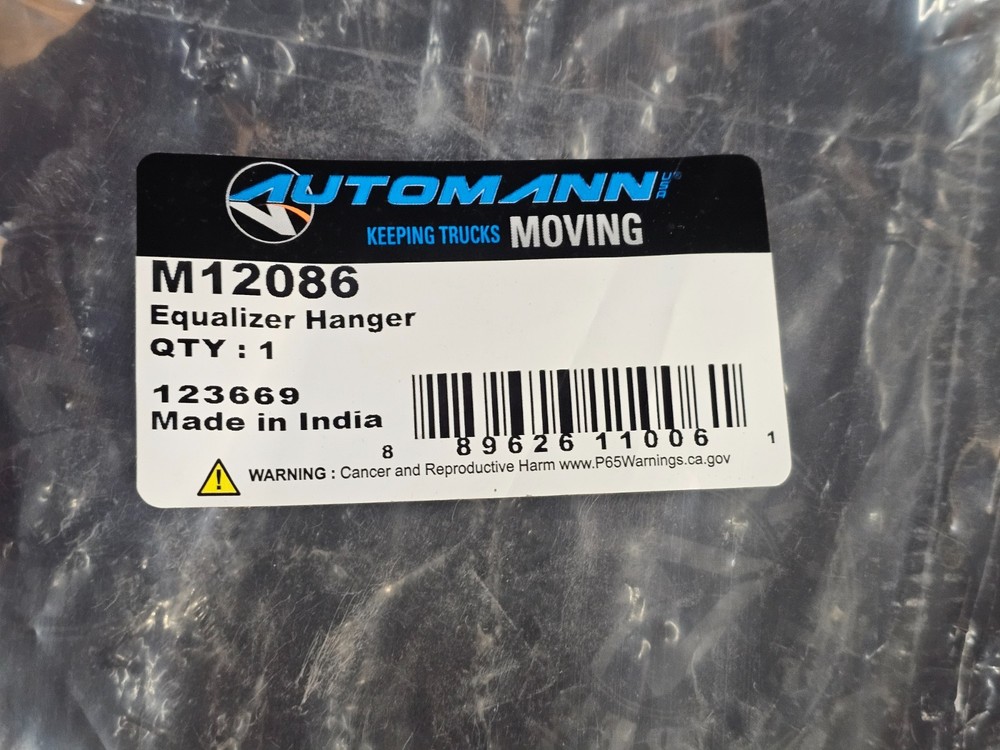 AUTOMANN USA®
KEEPING TRUCKS MOVING
M12086
Equalizer Hanger
QTY : 1
123669
Made in India
8 89626 11006 1
WARNING : Cancer and Reproductive Harm www.P65Warnings.ca.gov